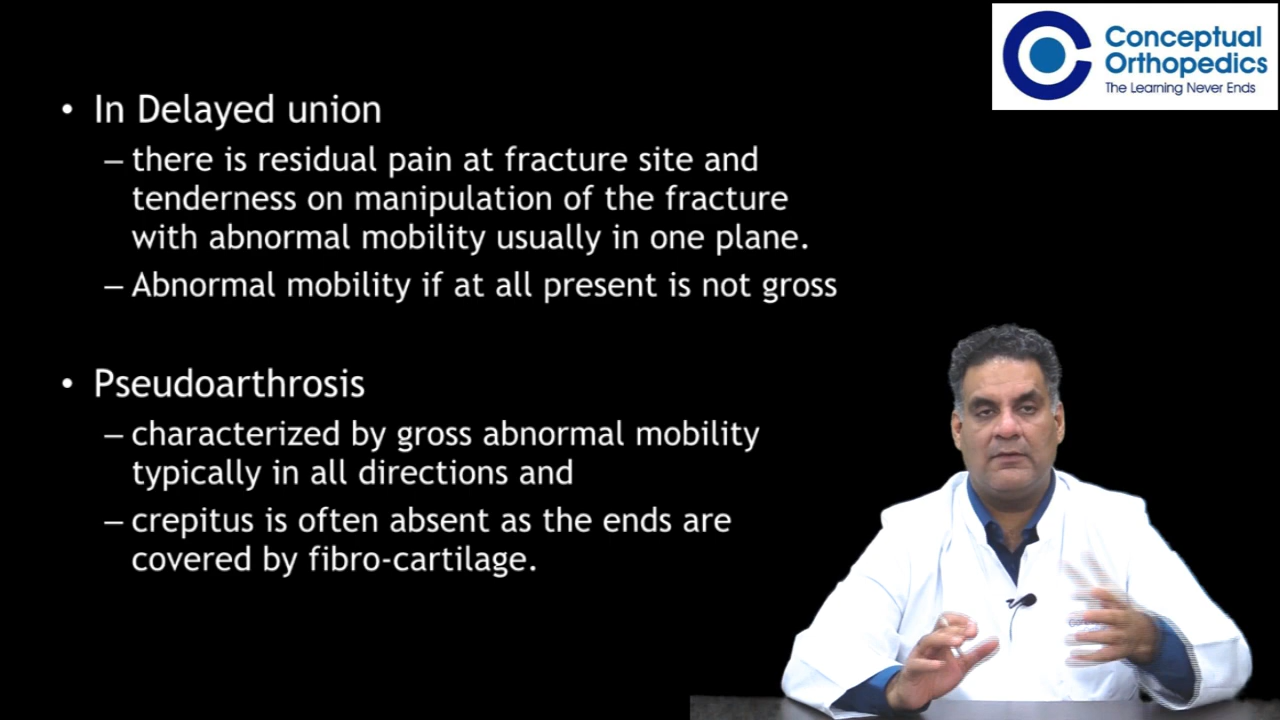 Conceptual
Orthopedics
The Learning Never Ends
• In Delayed union
– there is residual pain at fracture site and
tenderness on manipulation of the fracture
with abnormal mobility usually in one plane.
– Abnormal mobility if at all present is not gross
• Pseudoarthrosis
– characterized by gross abnormal mobility
typically in all directions and
– crepitus is often absent as the ends are
covered by fibro-cartilage.